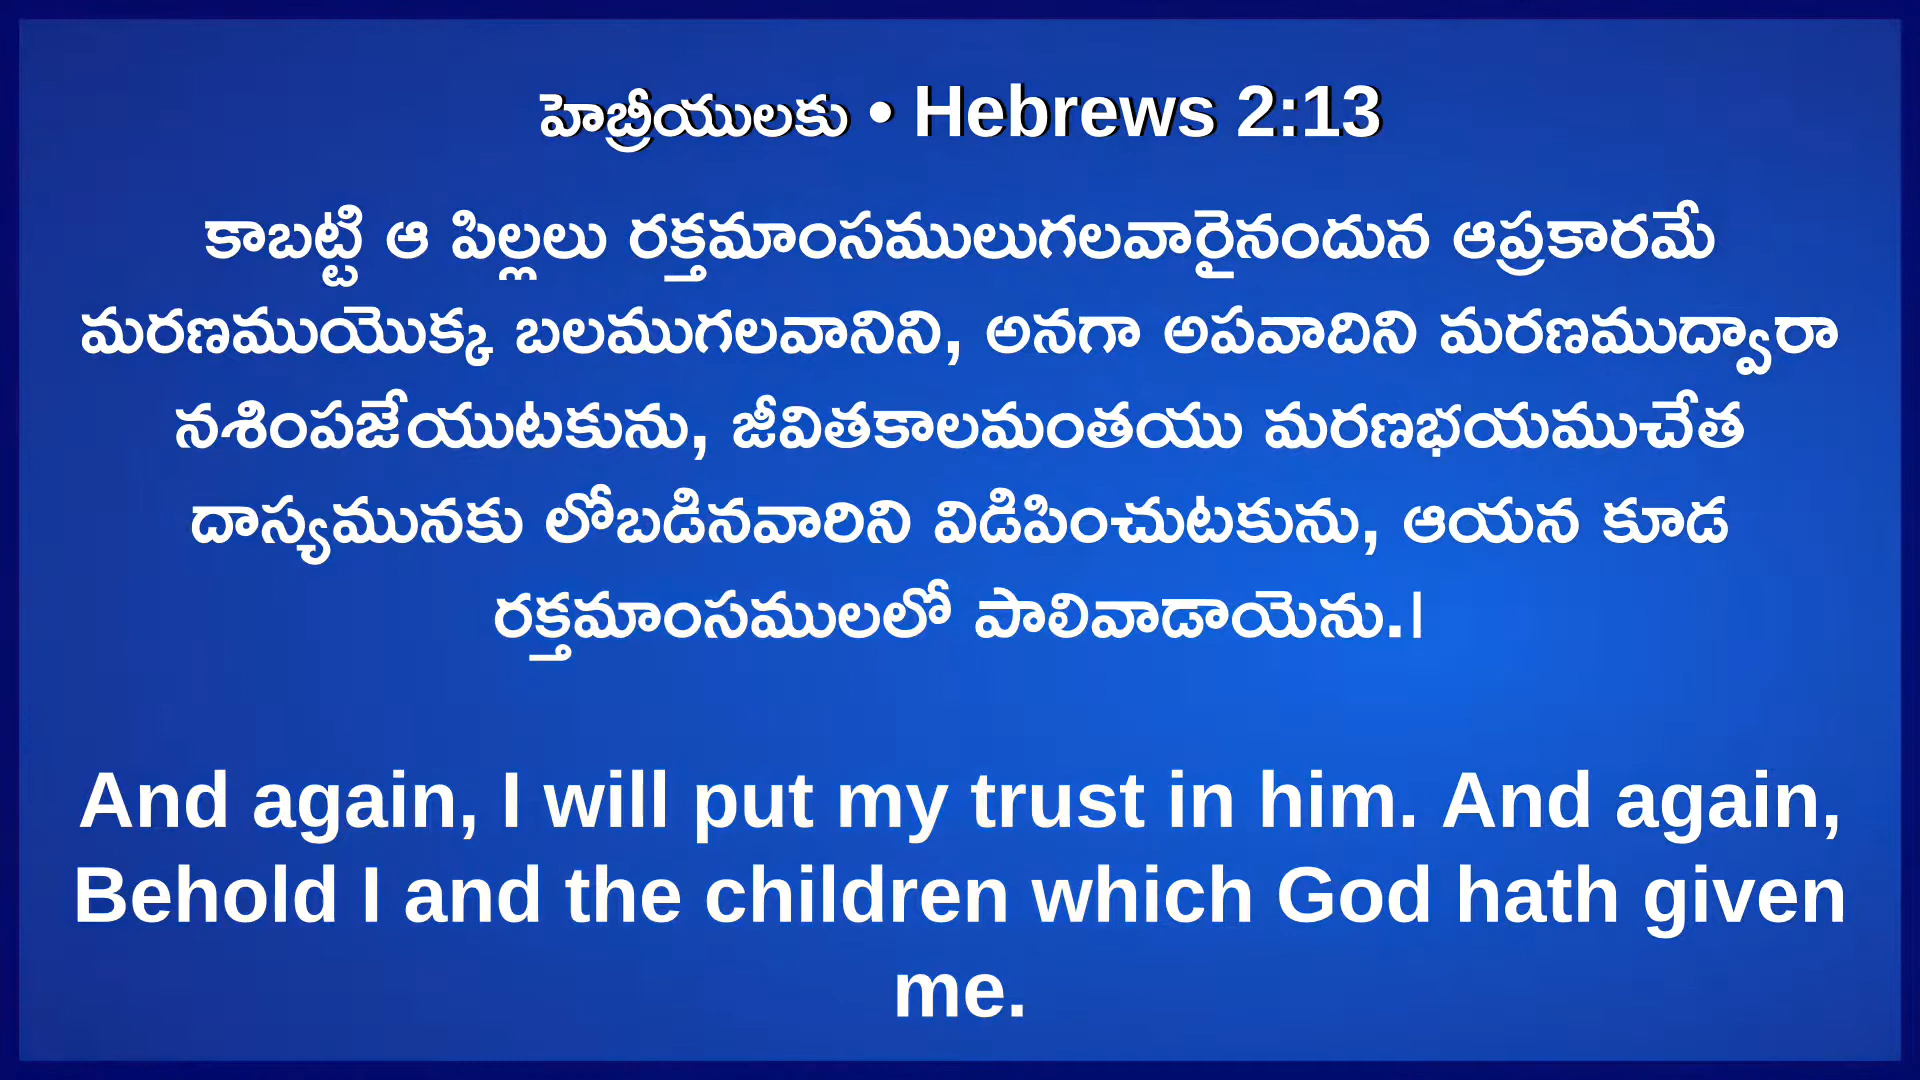 హెబ్రీయులకు • Hebrews 2:13
కాబట్టి ఆ పిల్లలు రక్తమాంసములుగలవారైనందున ఆప్రకారమే
మరణముయొక్క బలముగలవానిని, అనగా అపవాదిని మరణముద్వారా
నశింపజేయుటకును, జీవితకాలమంతయు మరణభయముచేత
దాస్యమునకు లోబడినవారిని విడిపించుటకును, ఆయన కూడ
రక్తమాంసములలో పాలివాడాయెను.।
And again, I will put my trust in him. And again,
Behold I and the children which God hath given
me.